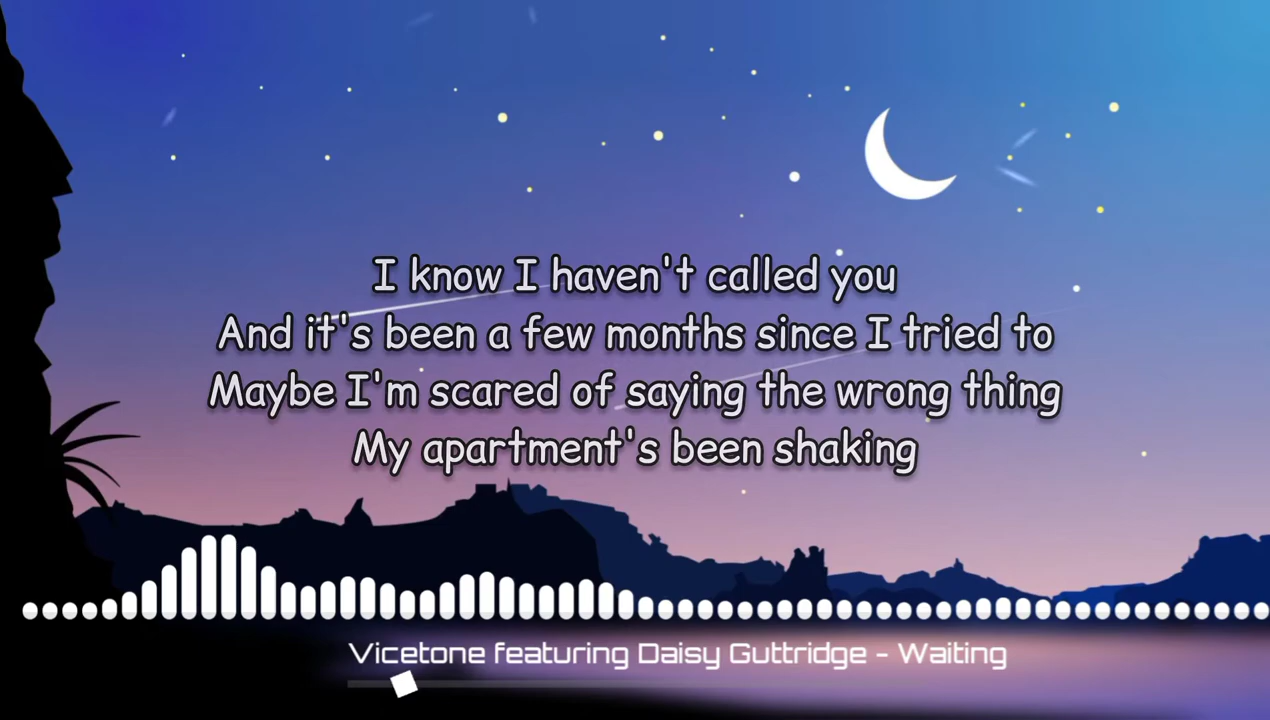 I know I haven't called you
And it's been a few months since I tried to
Maybe I'm scared of saying the wrong thing
My apartment's been shaking
Vicetone featuring Daisy Guttridge - Waiting